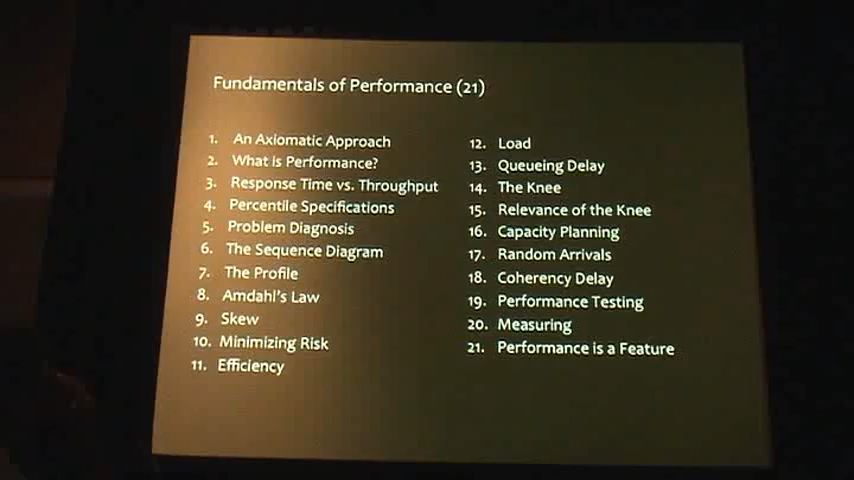 Fundamentals of Performance (21)
1. An Axiomatic Approach
2. What is Performance?
3. Response Time vs. Throughput
4. Percentile Specifications
5. Problem Diagnosis
6. The Sequence Diagram
7. The Profile
8. Amdahl's Law
9. Skew
10. Minimizing Risk
11. Efficiency
12. Load
13. Queueing Delay
14. The Knee
15. Relevance of the Knee
16. Capacity Planning
17. Random Arrivals
18. Coherency Delay
19. Performance Testing
20. Measuring
21. Performance is a Feature